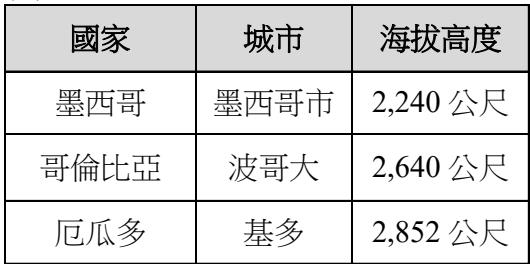 國家 城市 海拔高度
墨西哥 墨西哥市 2,240 公尺
哥倫比亞 波哥大 2,640 公尺
厄瓜多 基多 2,852 公尺